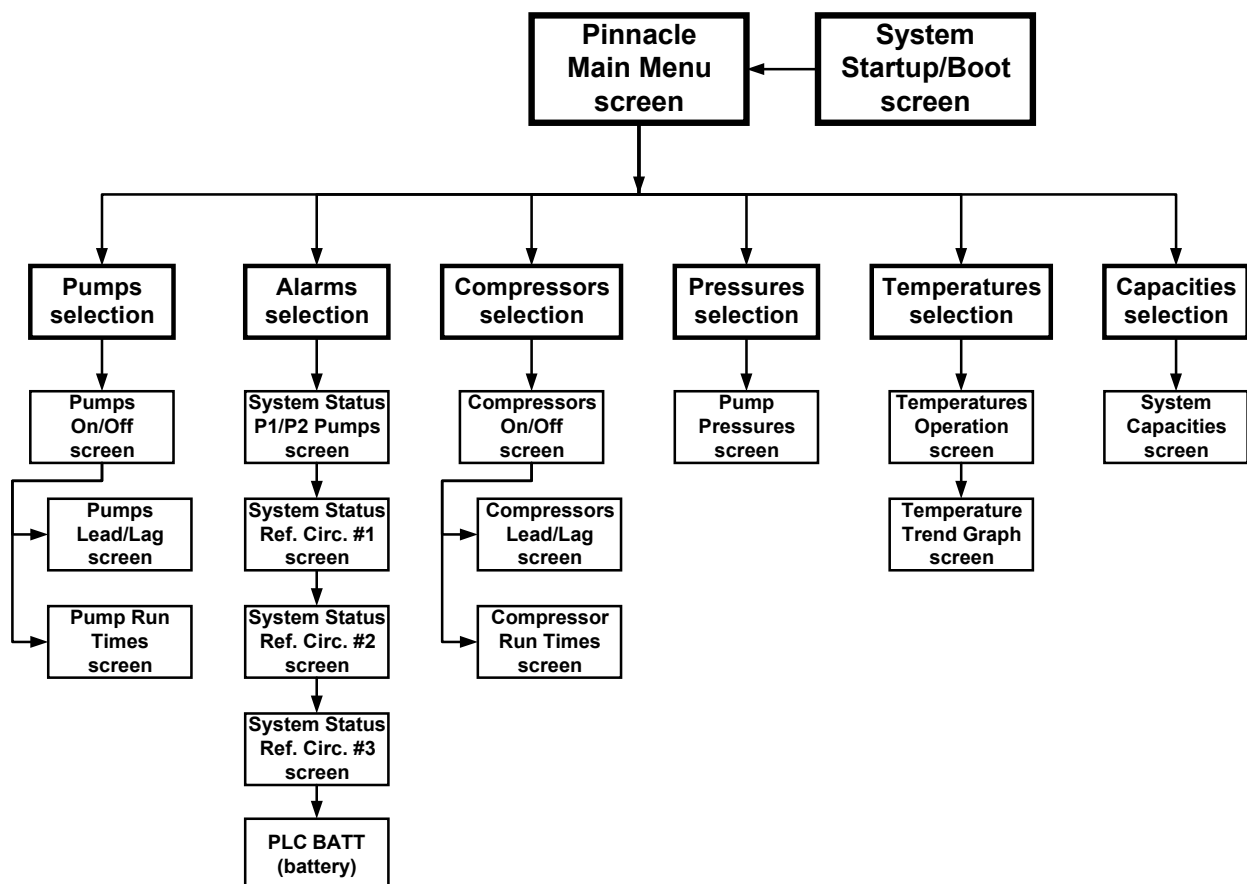 Pinnacle
Main Menu
screen
System
Startup/Boot
screen
Pumps
selection
Alarms
selection
Compressors
selection
Pressures
selection
Temperatures
selection
Capacities
selection
Pumps
On/Off
screen
System Status
P1/P2 Pumps
screen
Compressors
On/Off
screen
Pump
Pressures
screen
Temperatures
Operation
screen
System
Capacities
screen
Pumps
Lead/Lag
screen
System Status
Ref. Circ. #1
screen
Compressors
Lead/Lag
screen
Temperature
Trend Graph
screen
Pump Run
Times
screen
System Status
Ref. Circ. #2
screen
Compressor
Run Times
screen
System Status
Ref. Circ. #3
screen
PLC BATT
(battery)